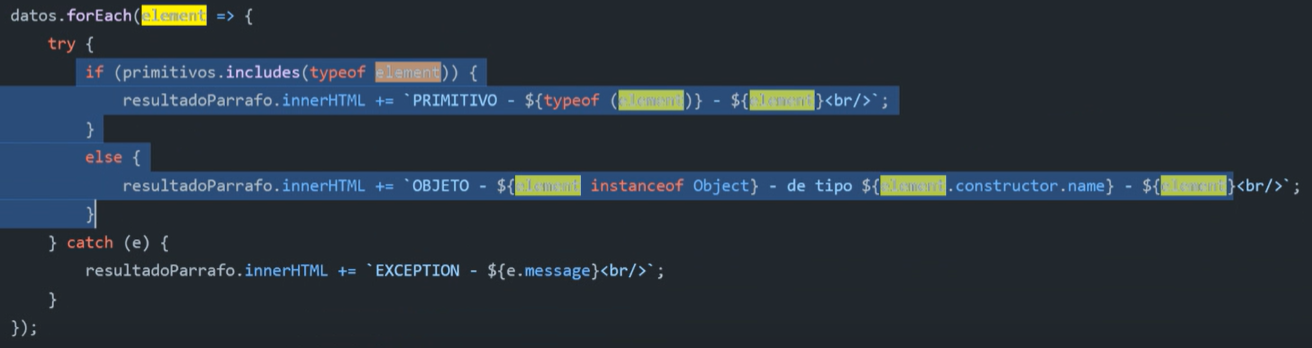 datos.forEach(element => {
try {
if (primitivos.includes(typeof element)) {
resultadoParrafo.innerHTML += `PRIMITIVO - ${typeof (element)} - ${element}<br/>`;
}
else {
resultadoParrafo.innerHTML += `OBJETO - ${element instanceof Object} - de tipo ${element.constructor.name} - ${element}<br/>`;
}
} catch (e) {
resultadoParrafo.innerHTML += `EXCEPTION - ${e.message}<br/>`;
}
});